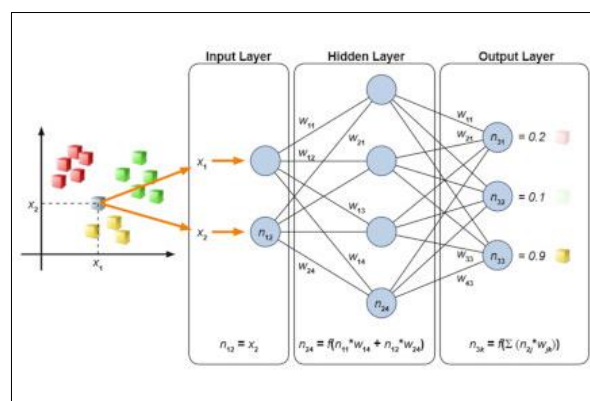 Input Layer
Hidden Layer
Output Layer
w11
w11
w21
w21
n31 = 0.2
x1
w12
n32 = 0.1
x2
x2
n12
w13
w33
n33 = 0.9
w14
w43
w24
x1
n24
n12 = x2
n24 = f(n11*w14 + n12*w24)
n3k = f(Σ (n2j*wjk))